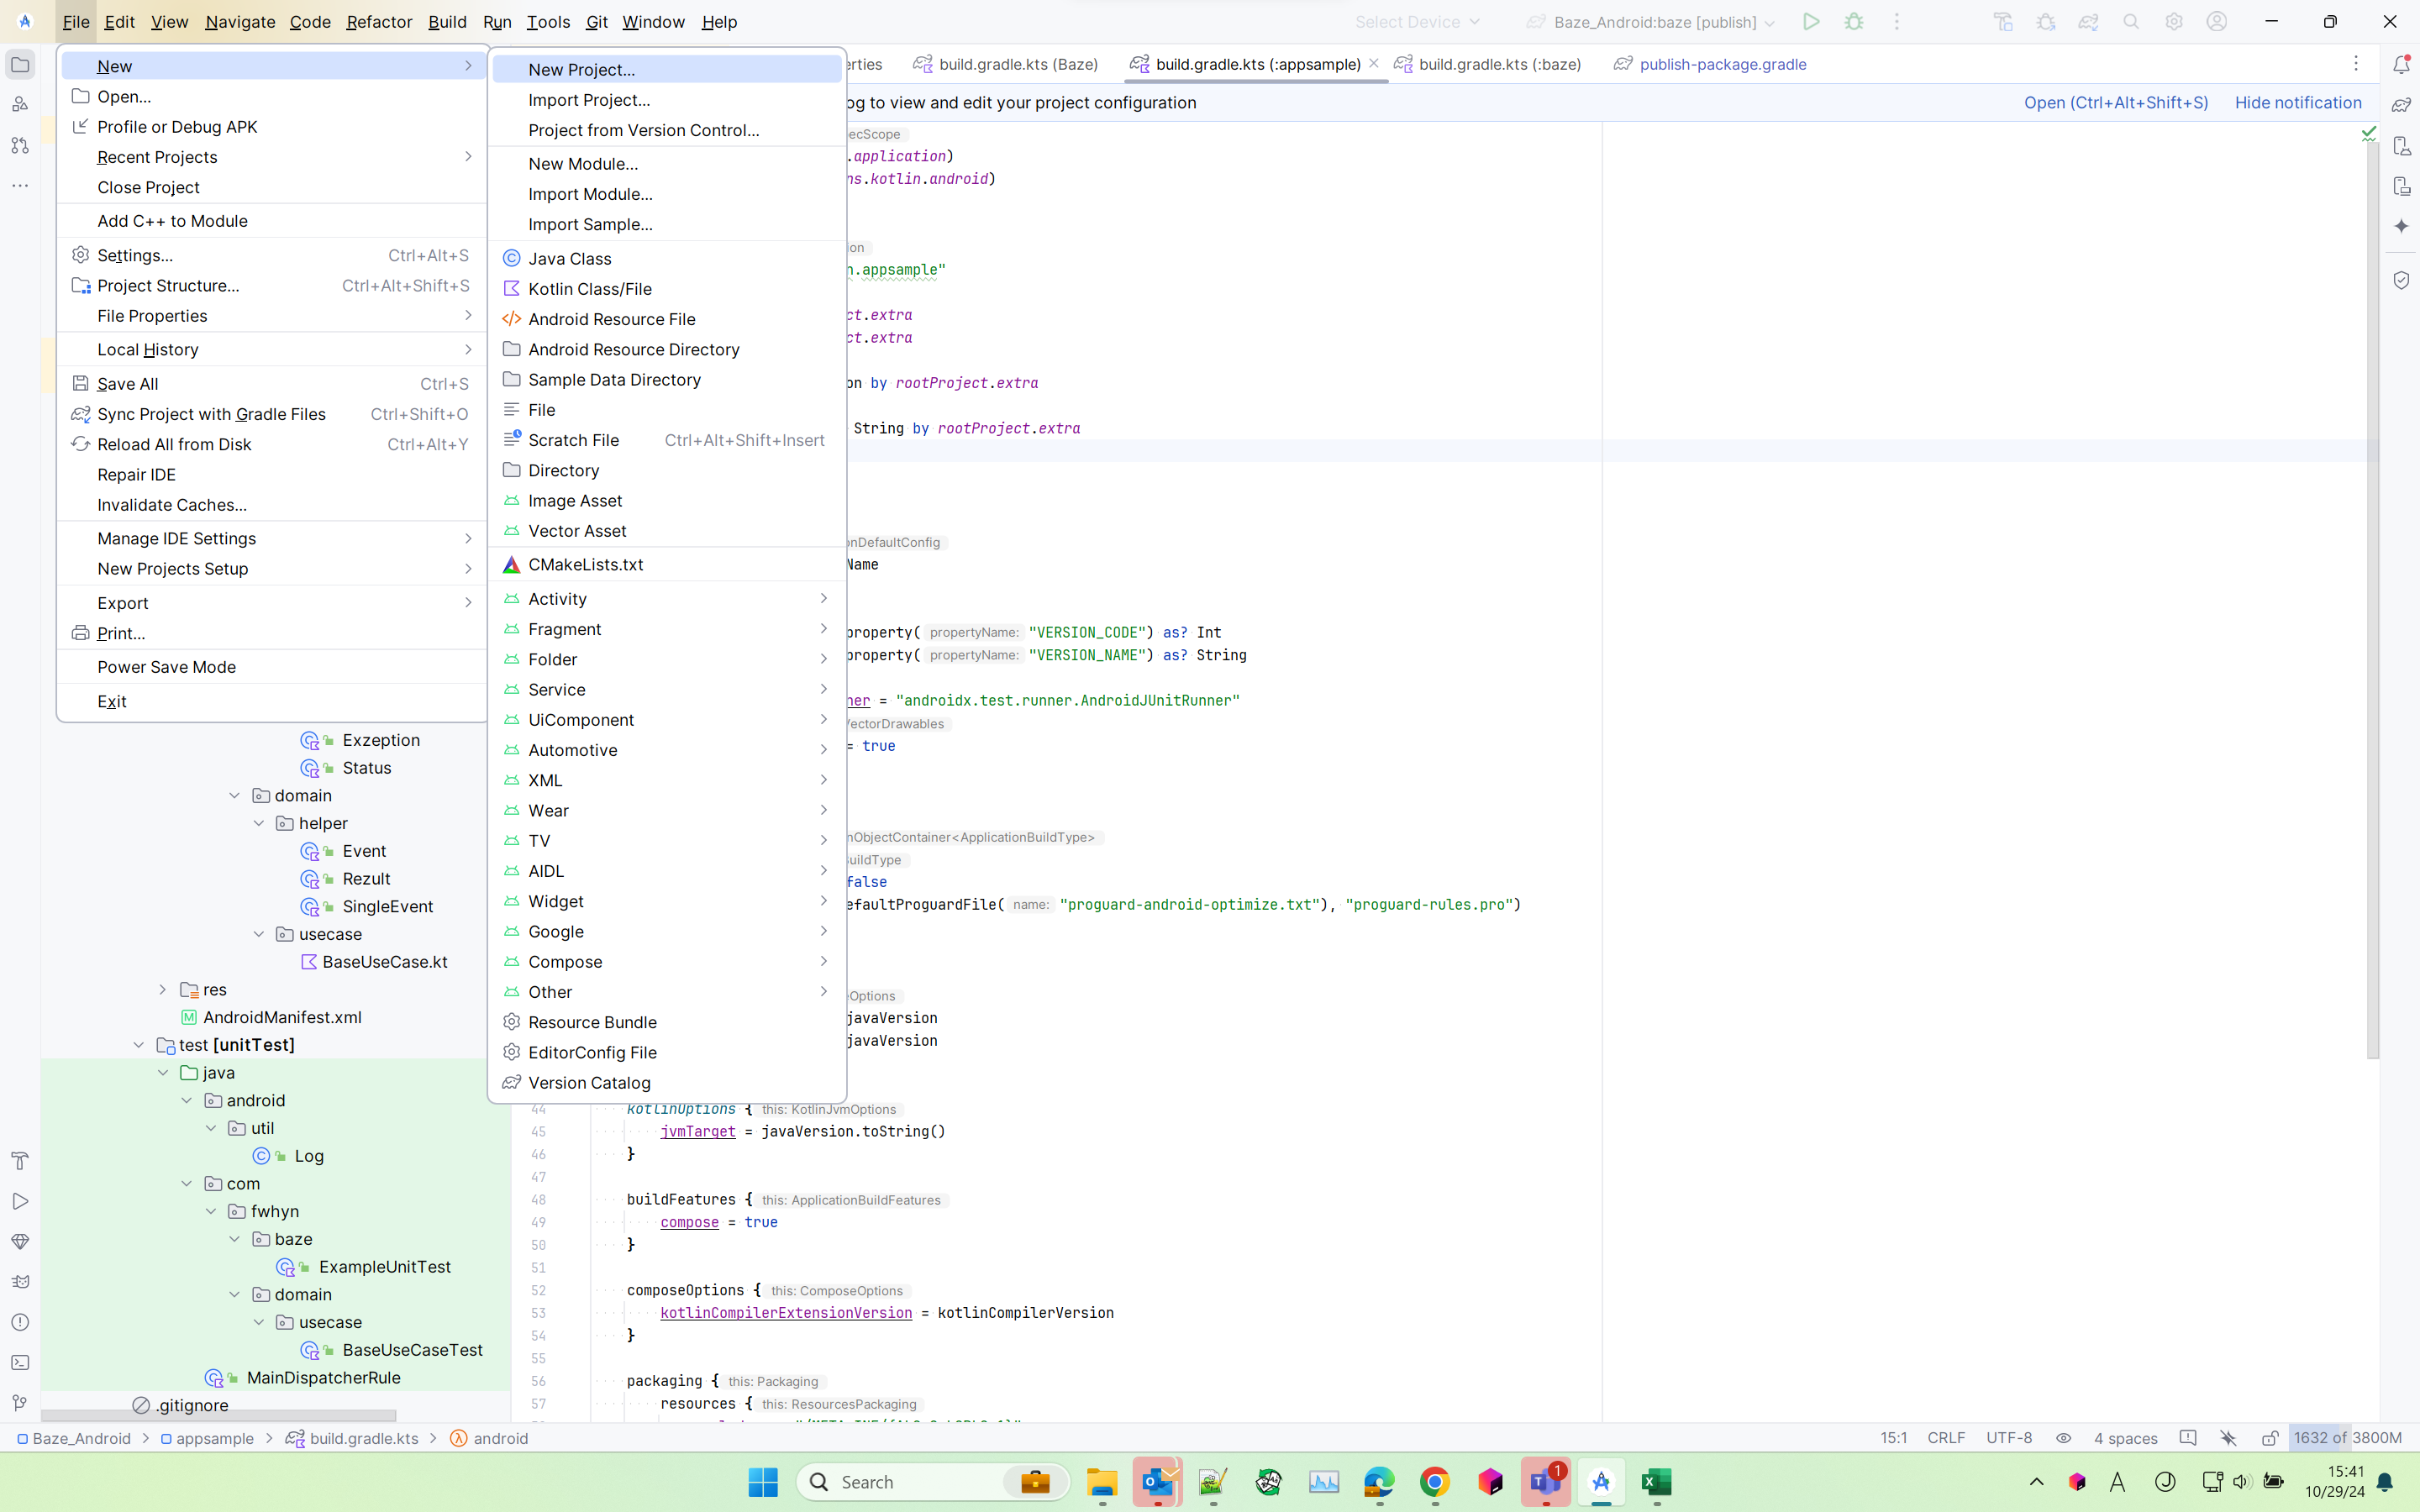 File Edit View Navigate Code Refactor Build Run Tools Git Window Help Select Device Baze_Android:baze [publish]
erties build.gradle.kts (Baze) build.gradle.kts (:appsample) build.gradle.kts (:baze) publish-package.gradle
og to view and edit your project configuration Open (Ctrl+Alt+Shift+S) Hide notification
New
Open...
Profile or Debug APK
Recent Projects
Close Project
Add C++ to Module
Settings... Ctrl+Alt+S
Project Structure... Ctrl+Alt+Shift+S
File Properties
Local History
Save All Ctrl+S
Sync Project with Gradle Files Ctrl+Shift+O
Reload All from Disk Ctrl+Alt+Y
Repair IDE
Invalidate Caches...
Manage IDE Settings
New Projects Setup
Export
Print...
Power Save Mode
Exit
New Project...
Import Project...
Project from Version Control...
New Module...
Import Module...
Import Sample...
Java Class
Kotlin Class/File
Android Resource File
Android Resource Directory
Sample Data Directory
File
Scratch File Ctrl+Alt+Shift+Insert
Directory
Image Asset
Vector Asset
CMakeLists.txt
Activity
Fragment
Folder
Service
UiComponent
Automotive
XML
Wear
TV
AIDL
Widget
Google
Compose
Other
Resource Bundle
EditorConfig File
Version Catalog
Exzeption
Status
domain
helper
Event
Rezult
SingleEvent
usecase
BaseUseCase.kt
res
AndroidManifest.xml
test [unitTest]
java
android
util
Log
com
fwhyn
baze
ExampleUnitTest
domain
usecase
BaseUseCaseTest
MainDispatcherRule
.gitignore
ecScope
.application)
ns.kotlin.android)
ion
n.appsample"
ct.extra
ct.extra
on by rootProject.extra
String by rootProject.extra
onDefaultConfig
Name
property( propertyName: "VERSION_CODE") as? Int
property( propertyName: "VERSION_NAME") as? String
ner = "androidx.test.runner.AndroidJUnitRunner"
VectorDrawables
= true
nObjectContainer<ApplicationBuildType>
BuildType
false
efaultProguardFile( name: "proguard-android-optimize.txt"), "proguard-rules.pro")
eOptions
javaVersion
javaVersion
44 kotlinOptions { this: KotlinJvmOptions
45 jvmTarget = javaVersion.toString()
46 }
47
48 buildFeatures { this: ApplicationBuildFeatures
49 compose = true
50 }
51
52 composeOptions { this: ComposeOptions
53 kotlinCompilerExtensionVersion = kotlinCompilerVersion
54 }
55
56 packaging { this: Packaging
57 resources { this: ResourcesPackaging
Baze_Android > appsample > build.gradle.kts > android 15:1 CRLF UTF-8 4 spaces 1632 of 3800M
Search 1 15:41
10/29/24